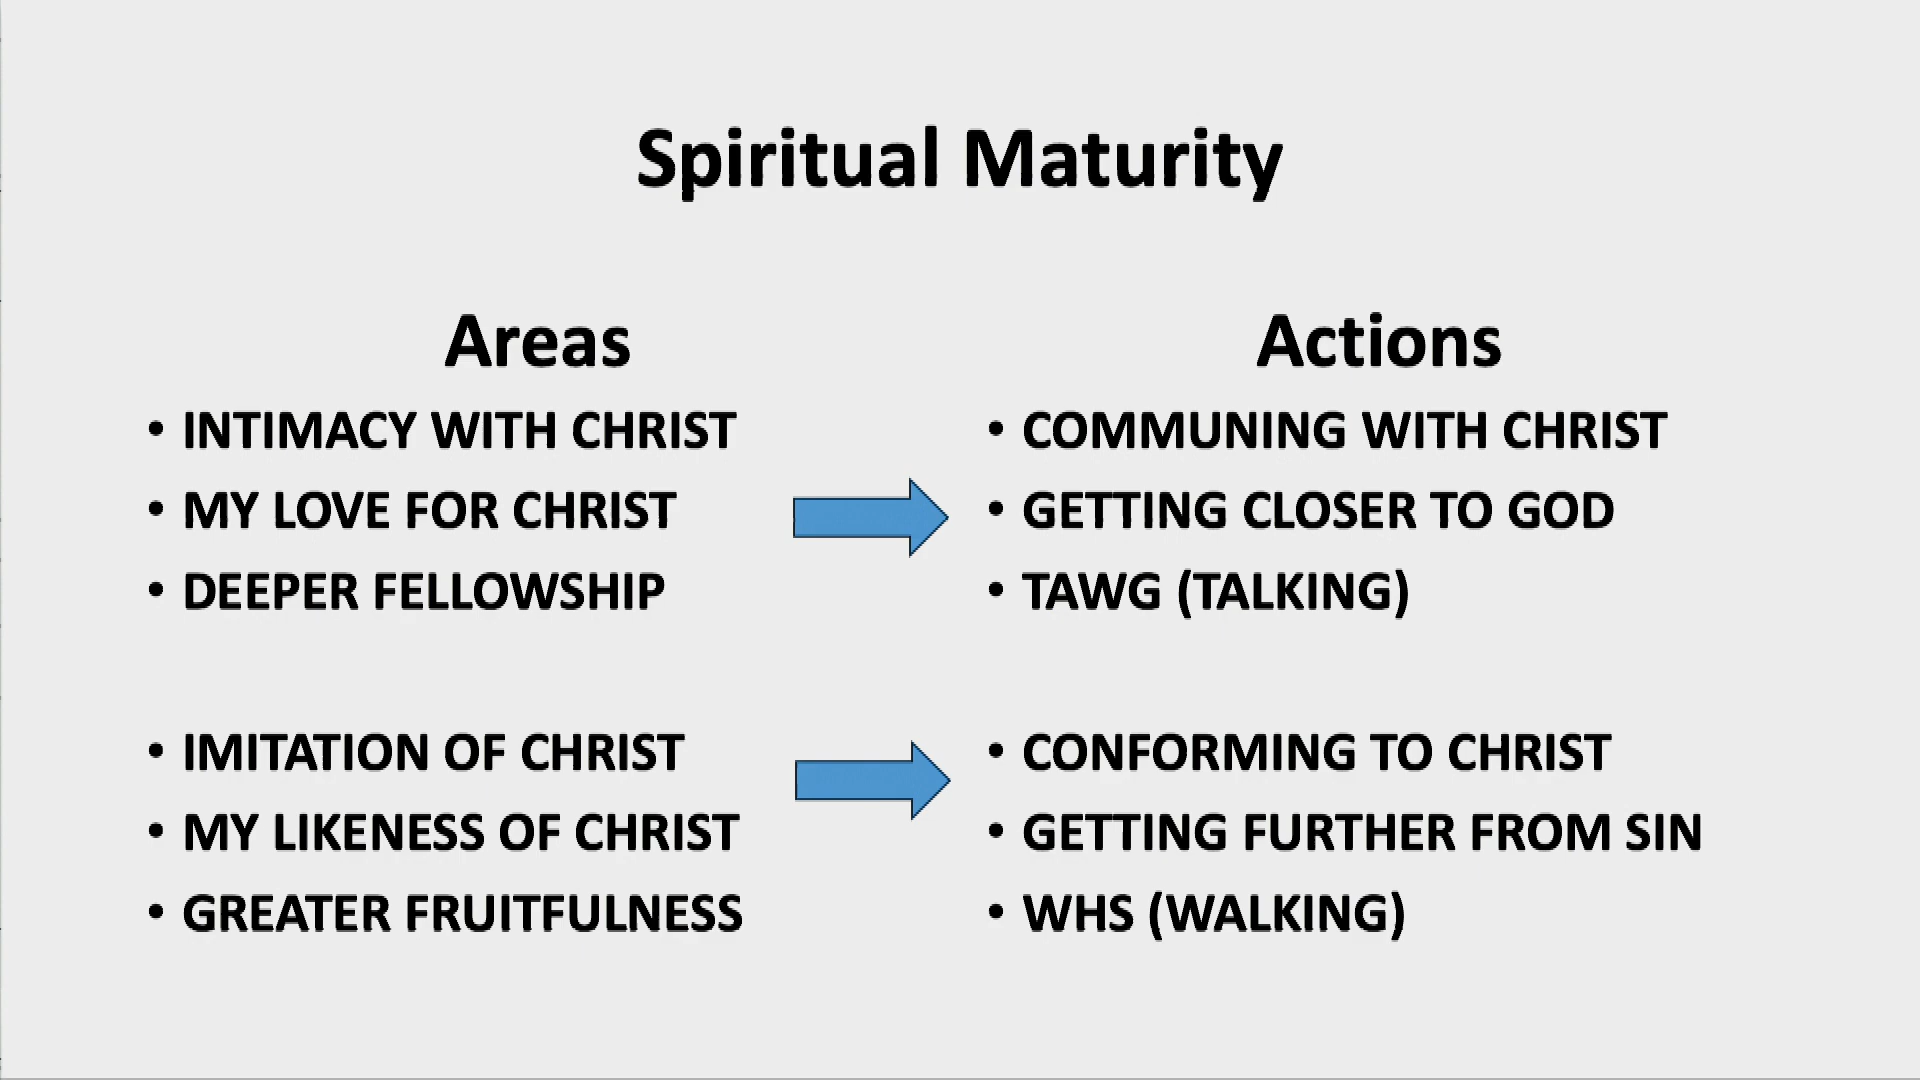 Spiritual Maturity
Areas
• INTIMACY WITH CHRIST
• MY LOVE FOR CHRIST
• DEEPER FELLOWSHIP
• IMITATION OF CHRIST
• MY LIKENESS OF CHRIST
• GREATER FRUITFULNESS
Actions
• COMMUNING WITH CHRIST
• GETTING CLOSER TO GOD
• TAWG (TALKING)
• CONFORMING TO CHRIST
• GETTING FURTHER FROM SIN
• WHS (WALKING)